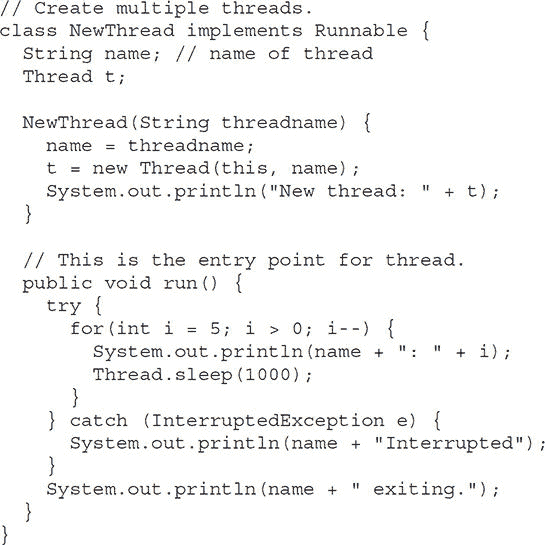 // Create multiple threads.
class NewThread implements Runnable {
  String name; // name of thread
  Thread t;

  NewThread(String threadname) {
    name = threadname;
    t = new Thread(this, name);
    System.out.println("New thread: " + t);
  }

  // This is the entry point for thread.
  public void run() {
    try {
      for(int i = 5; i > 0; i--) {
        System.out.println(name + ": " + i);
        Thread.sleep(1000);
      }
    } catch (InterruptedException e) {
      System.out.println(name + "Interrupted");
    }
    System.out.println(name + " exiting.");
  }
}